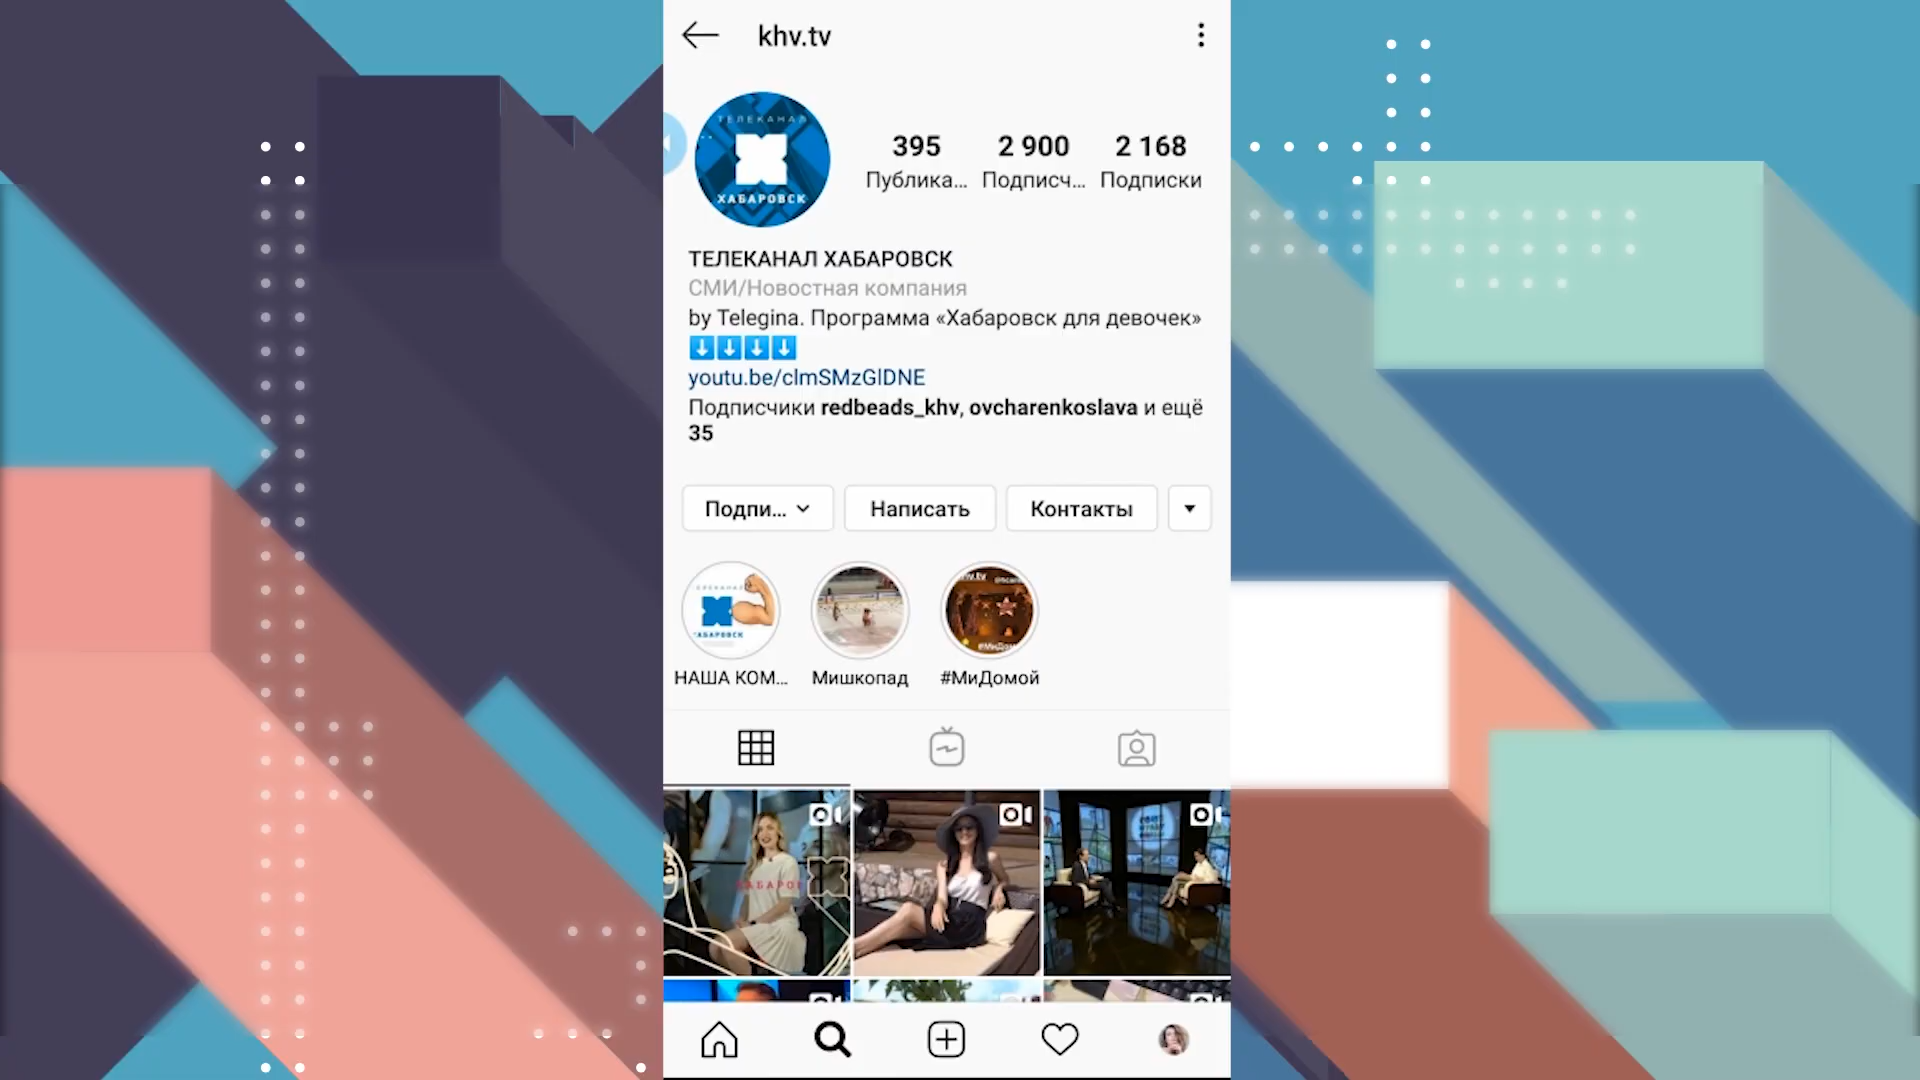 khv.tv
ТЕЛЕКАНАЛ
ХАБАРОВСК
395 2 900 2 168
Публика... Подписч... Подписки
ТЕЛЕКАНАЛ ХАБАРОВСК
СМИ/Новостная компания
by Telegina. Программа «Хабаровск для девочек»
youtu.be/clmSMzGlDNE
Подписчики redbeads_khv, ovcharenkoslava и ещё
35
Подпи... Написать Контакты
НАША КОМ... Мишкопад #МиДомой